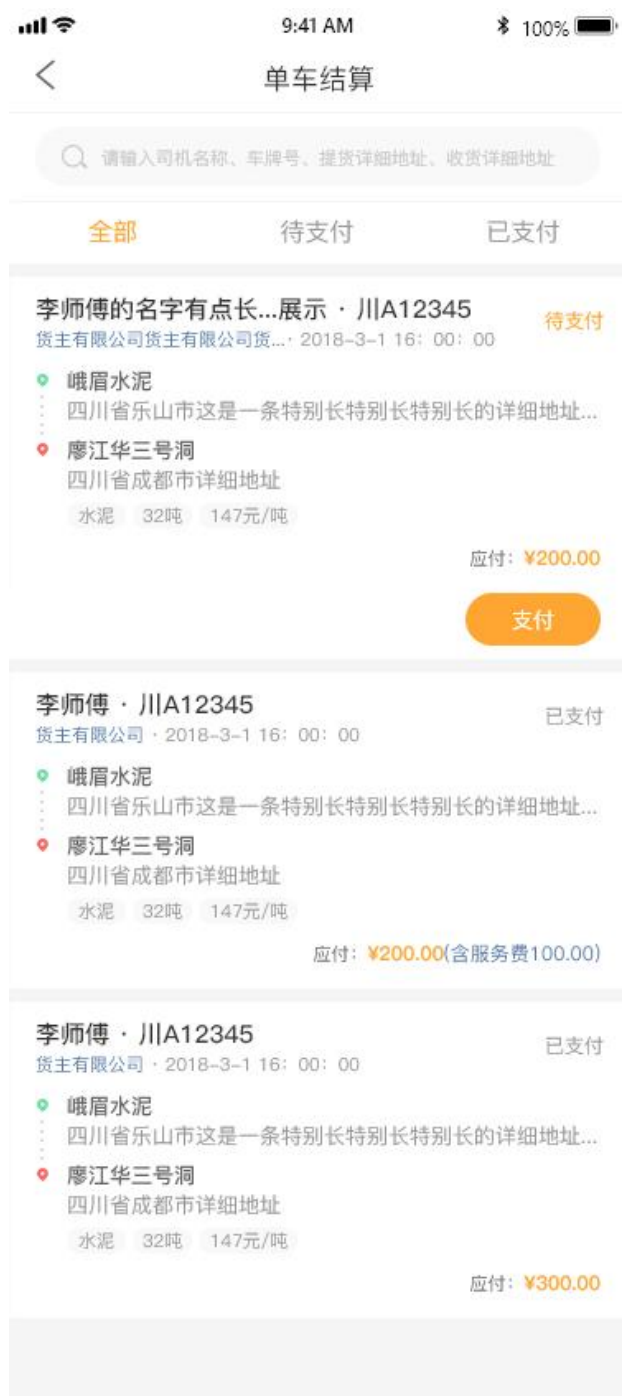 9:41 AM
100%
单车结算
请输入司机名称、车牌号、提货详细地址、收货详细地址
全部 待支付 已支付
李师傅的名字有点长...展示 · 川A12345
待支付
货主有限公司货主有限公司货...· 2018-3-1 16：00：00
峨眉水泥
四川省乐山市这是一条特别长特别长特别长的详细地址...
廖江华三号洞
四川省成都市详细地址
水泥 32吨 147元/吨
应付：¥200.00
支付
李师傅 · 川A12345
已支付
货主有限公司 · 2018-3-1 16：00：00
峨眉水泥
四川省乐山市这是一条特别长特别长特别长的详细地址...
廖江华三号洞
四川省成都市详细地址
水泥 32吨 147元/吨
应付：¥200.00(含服务费100.00)
李师傅 · 川A12345
已支付
货主有限公司 · 2018-3-1 16：00：00
峨眉水泥
四川省乐山市这是一条特别长特别长特别长的详细地址...
廖江华三号洞
四川省成都市详细地址
水泥 32吨 147元/吨
应付：¥300.00